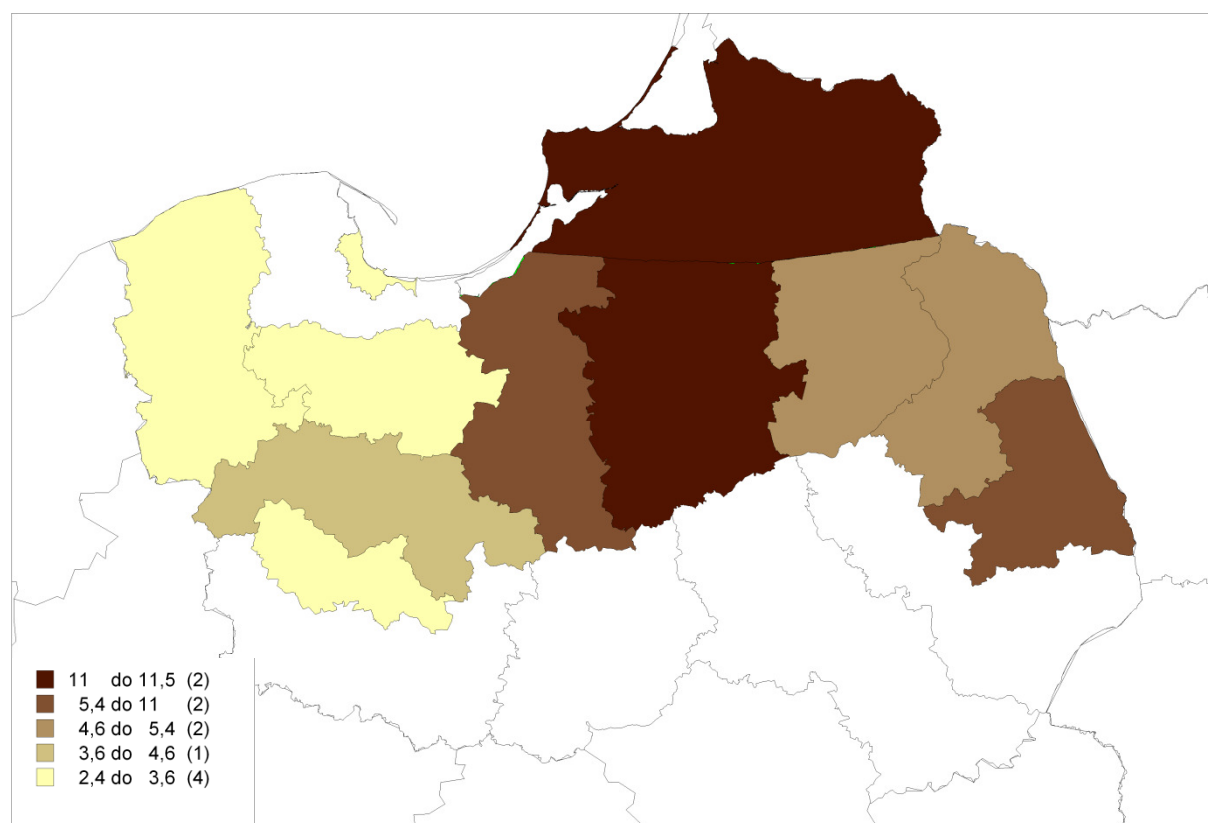 11 do 11,5 (2)
5,4 do 11 (2)
4,6 do 5,4 (2)
3,6 do 4,6 (1)
2,4 do 3,6 (4)